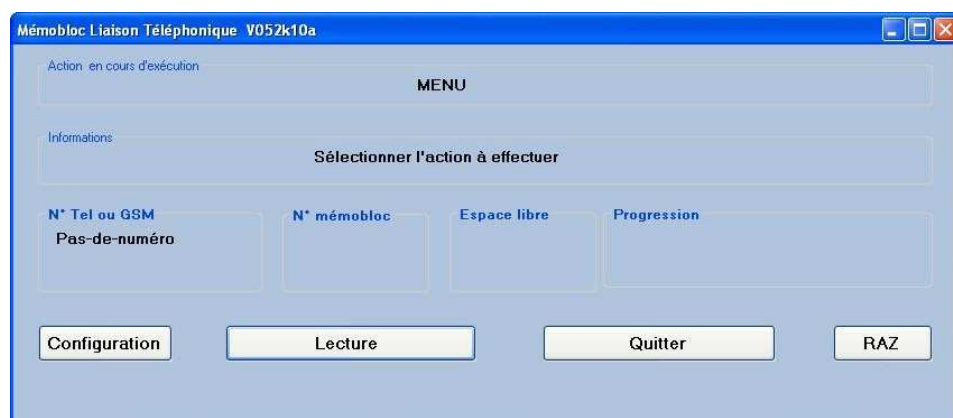 Mémobloc Liaison Téléphonique V052k10a
Action en cours d'exécution
MENU
Informations
Sélectionner l'action à effectuer
N° Tel ou GSM
N° mémobloc
Espace libre
Progression
Pas-de-numéro
Configuration
Lecture
Quitter
RAZ